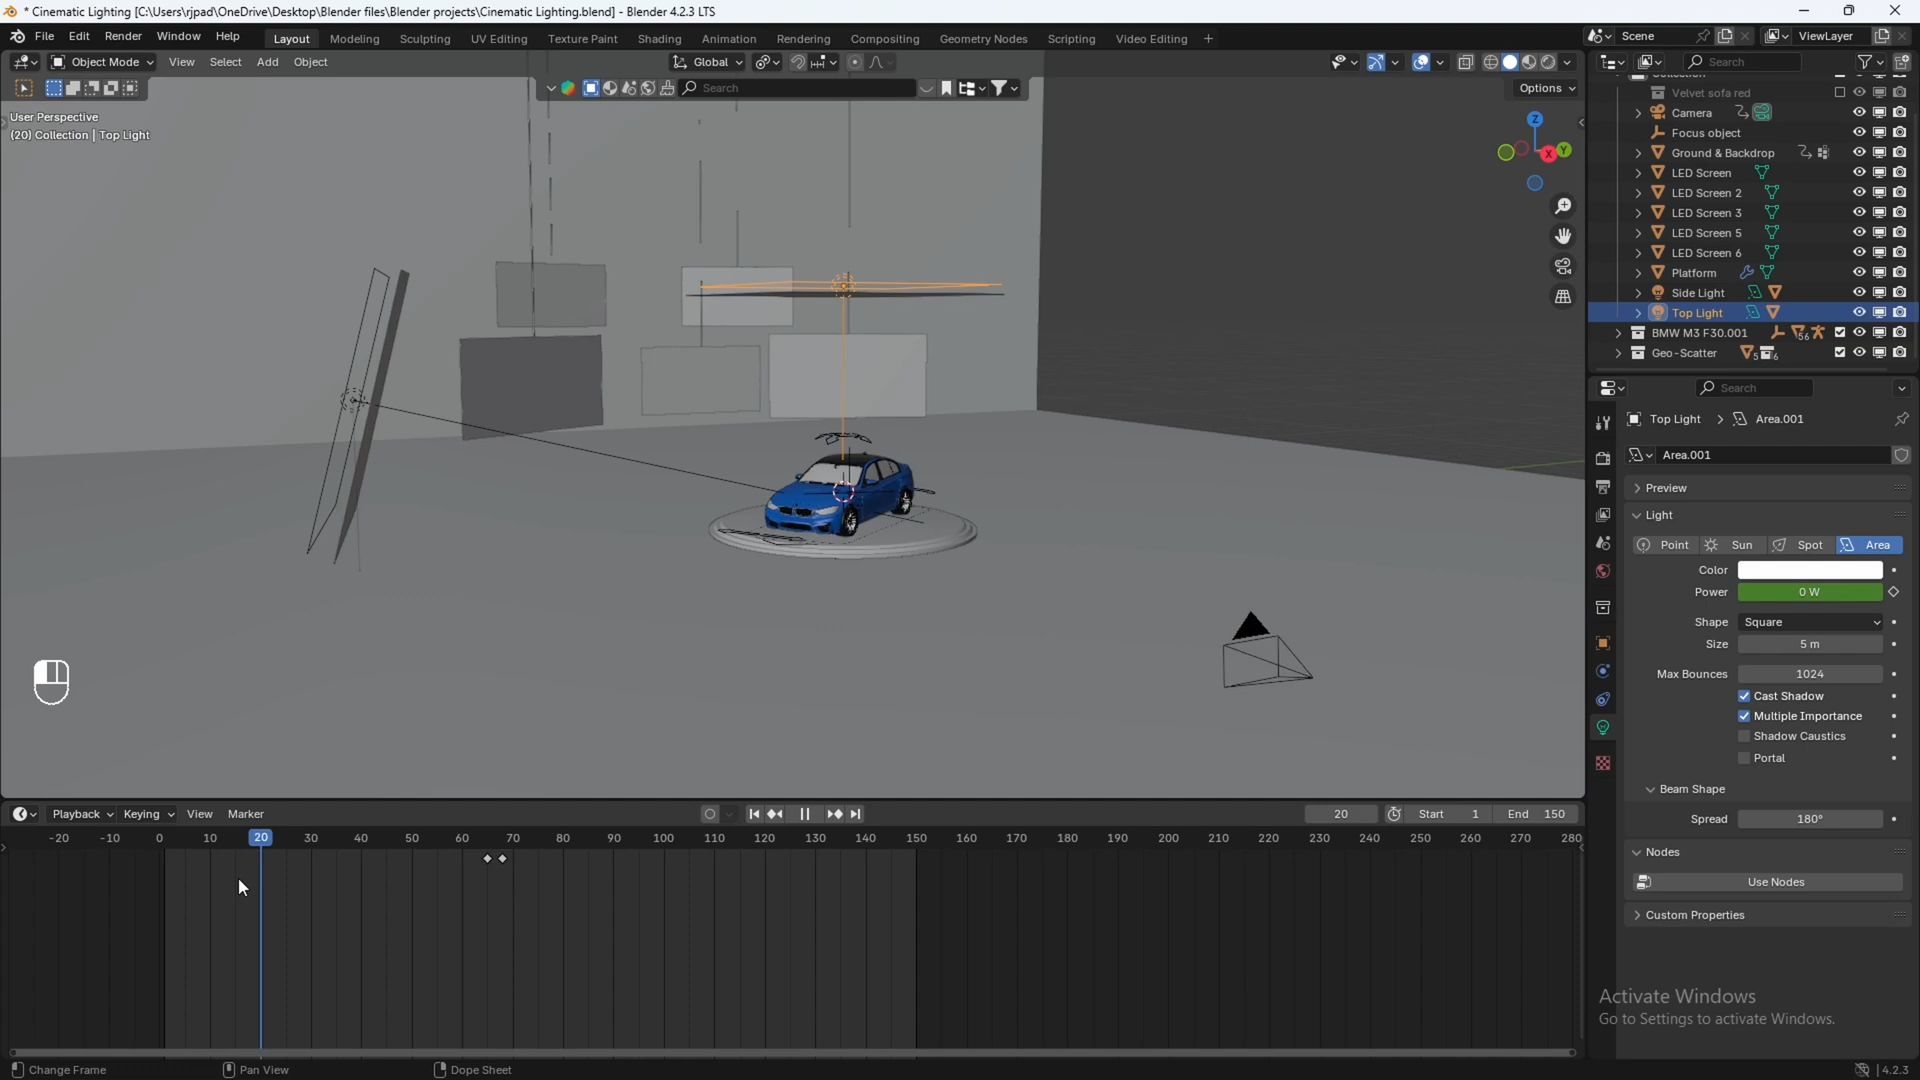 * Cinematic Lighting [C:\Users\rjpad\OneDrive\Desktop\Blender files\Blender projects\Cinematic Lighting.blend] - Blender 4.2.3 LTS
File Edit Render Window Help Layout Modeling Sculpting UV Editing Texture Paint Shading Animation Rendering Compositing Geometry Nodes Scripting Video Editing + Scene ViewLayer
Object Mode View Select Add Object Global Search
Search Options
User Perspective
(20) Collection | Top Light
Z
X Y
Velvet sofa red
Camera
Focus object
Ground & Backdrop
LED Screen
LED Screen 2
LED Screen 3
LED Screen 5
LED Screen 6
Platform
Side Light
Top Light
BMW M3 F30.001 56
Geo-Scatter 5 6
Search
Top Light > Area.001
Area.001
Preview
Light
Point Sun Spot Area
Color
Power 0 W
Shape Square
Size 5 m
Max Bounces 1024
Cast Shadow
Multiple Importance
Shadow Caustics
Portal
Beam Shape
Spread 180°
Nodes
Use Nodes
Custom Properties
Playback Keying View Marker 20 Start 1 End 150
-20 -10 0 10 20 30 40 50 60 70 80 90 100 110 120 130 140 150 160 170 180 190 200 210 220 230 240 250 260 270 280
Activate Windows
Go to Settings to activate Windows.
Change Frame Pan View Dope Sheet 4.2.3